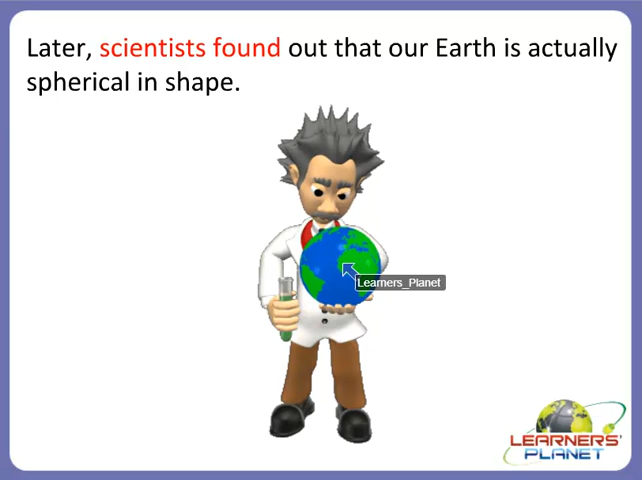 Later, scientists found out that our Earth is actually
spherical in shape.
Learners_Planet
LEARNERS'
PLANET